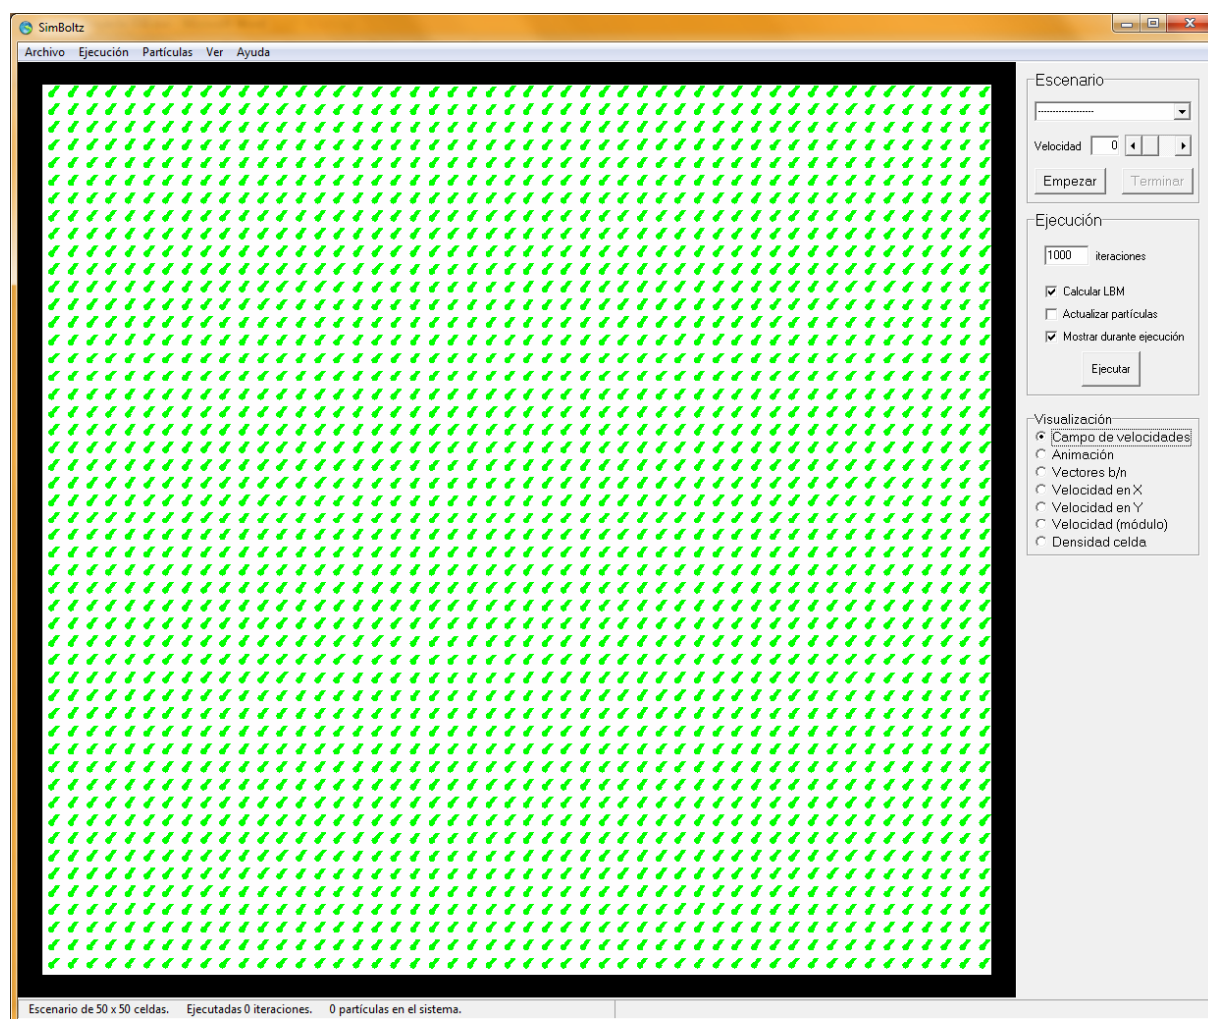 SimBoltz
Archivo Ejecución Partículas Ver Ayuda
Escenario
-------------------
Velocidad 0
Empezar Terminar
Ejecución
1000 iteraciones
Calcular LBM
Actualizar partículas
Mostrar durante ejecución
Ejecutar
Visualización
Campo de velocidades
Animación
Vectores b/n
Velocidad en X
Velocidad en Y
Velocidad (módulo)
Densidad celda
Escenario de 50 x 50 celdas. Ejecutadas 0 iteraciones. 0 partículas en el sistema.